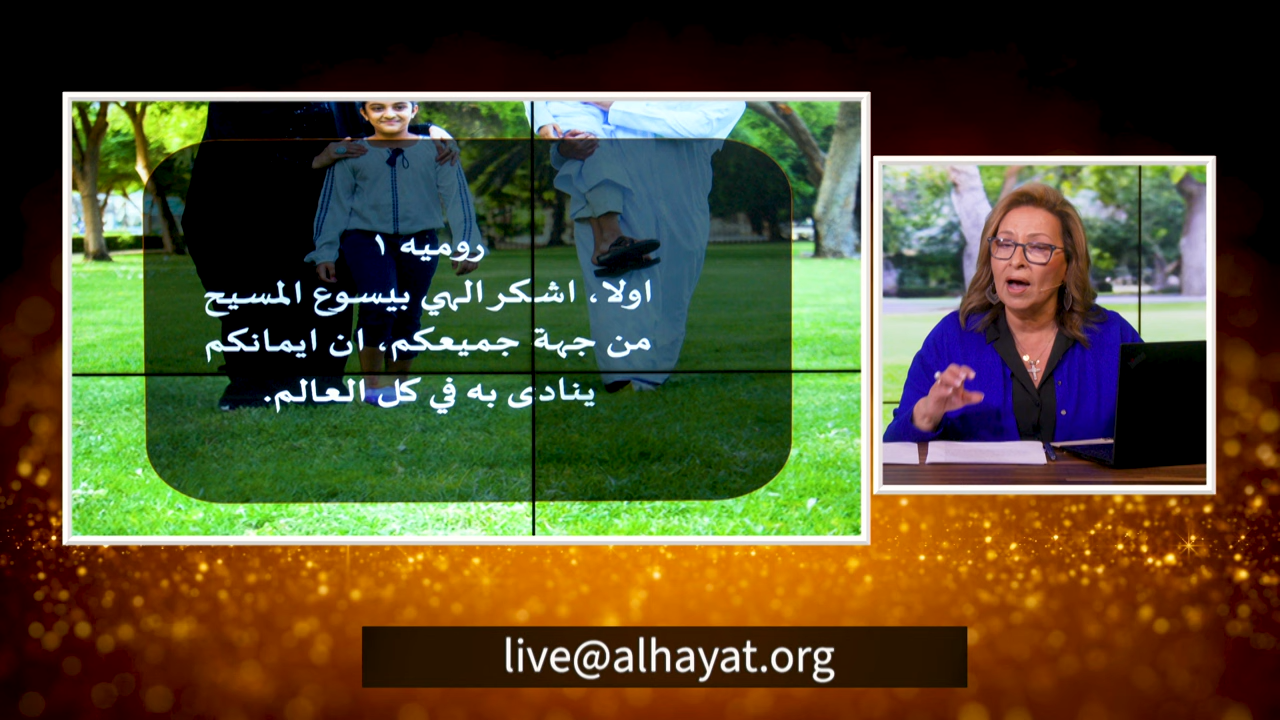 روميه ١
اولا، اشكر الهي بيسوع المسيح
من جهة جميعكم، ان ايمانكم
ينادى به في كل العالم.
live@alhayat.org